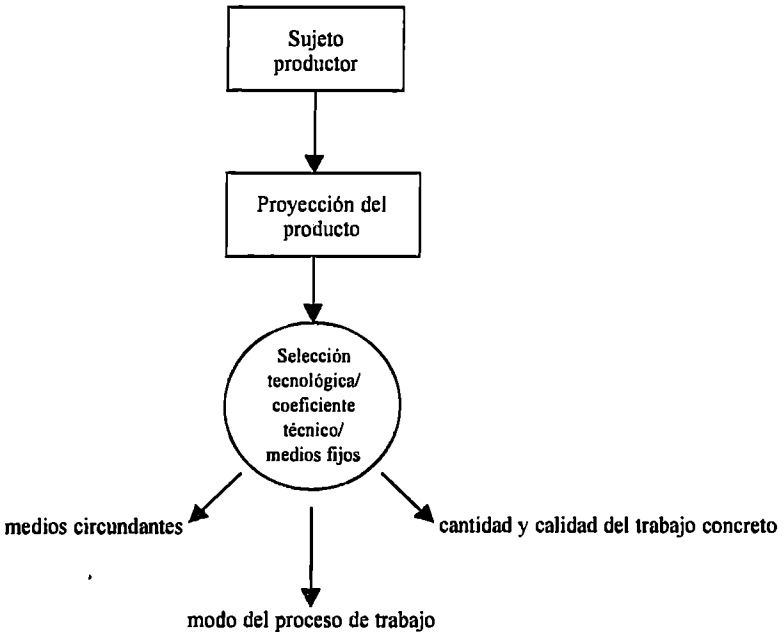 Sujeto
productor
Proyección del
producto
Selección
tecnológica/
coeficiente
técnico/
medios fijos
medios circundantes
cantidad y calidad del trabajo concreto
modo del proceso de trabajo